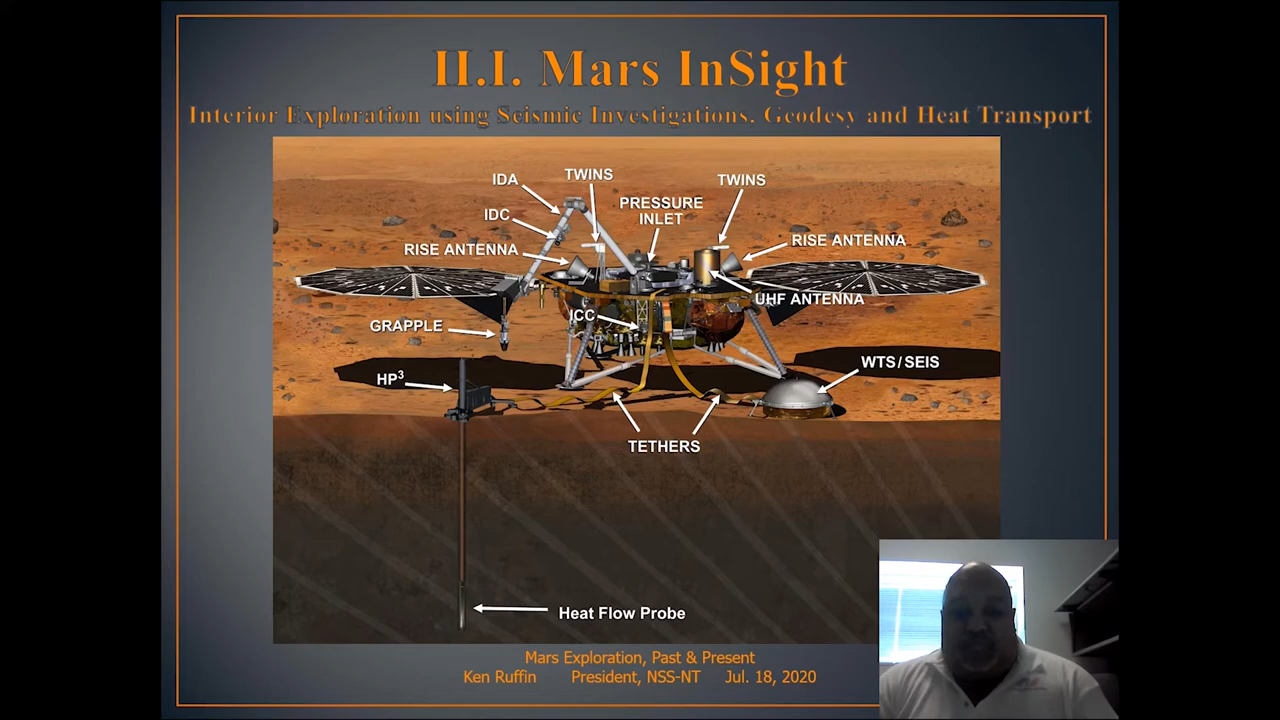 II.I. Mars InSight
Interior Exploration using Seismic Investigations, Geodesy and Heat Transport
IDA
TWINS
TWINS
IDC
PRESSURE
INLET
RISE ANTENNA
RISE ANTENNA
UHF ANTENNA
ICC
GRAPPLE
HP³
WTS/SEIS
TETHERS
Heat Flow Probe
Mars Exploration, Past & Present
Ken Ruffin President, NSS-NT Jul. 18, 2020